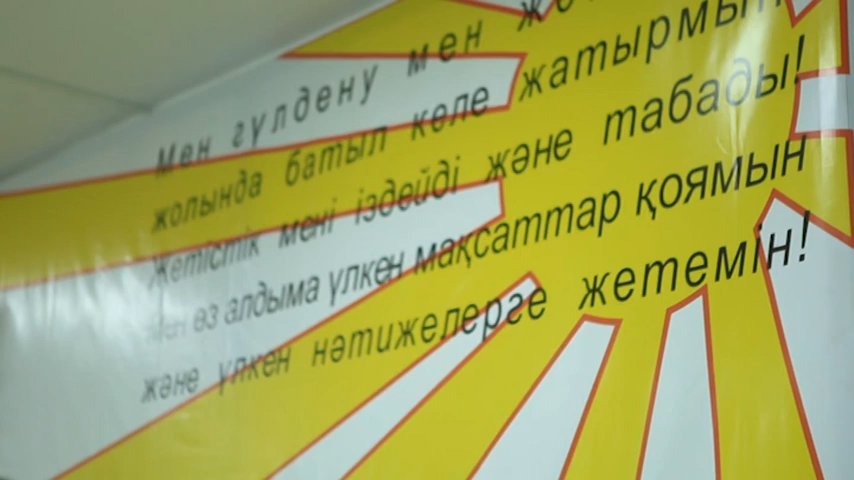 Мен гүлдену мен
жолында батыл келе жатырмын
Жетістік мені іздейді және табады!
Мен өз алдыма үлкен мақсаттар қоямын
және үлкен нәтижелерге жетемін!